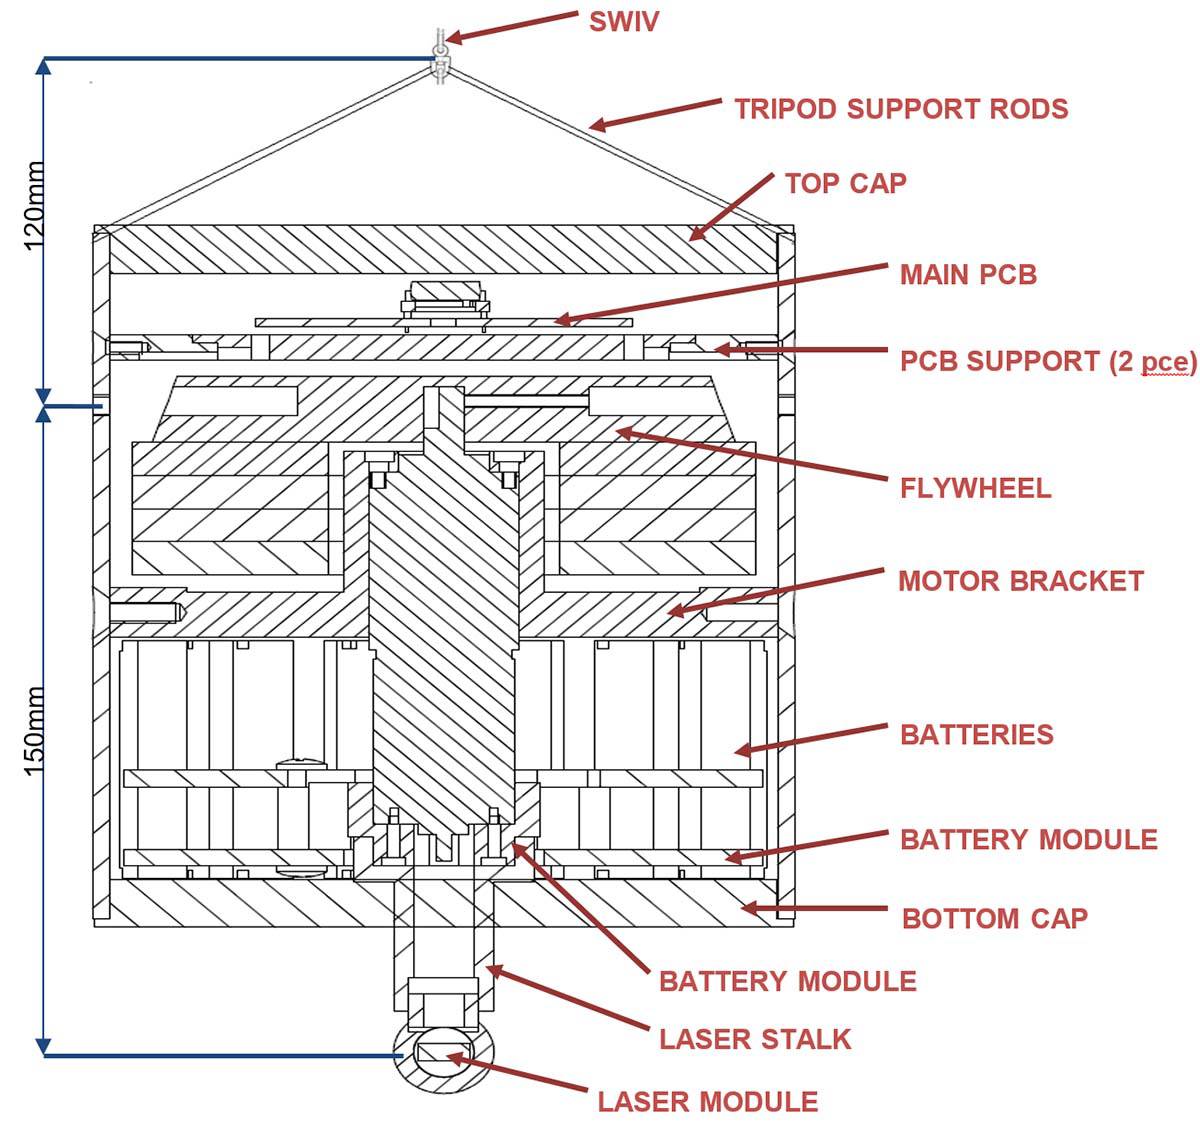 SWIV
TRIPOD SUPPORT RODS
TOP CAP
120mm
MAIN PCB
PCB SUPPORT (2 pce)
FLYWHEEL
MOTOR BRACKET
150mm
BATTERIES
BATTERY MODULE
BOTTOM CAP
BATTERY MODULE
LASER STALK
LASER MODULE